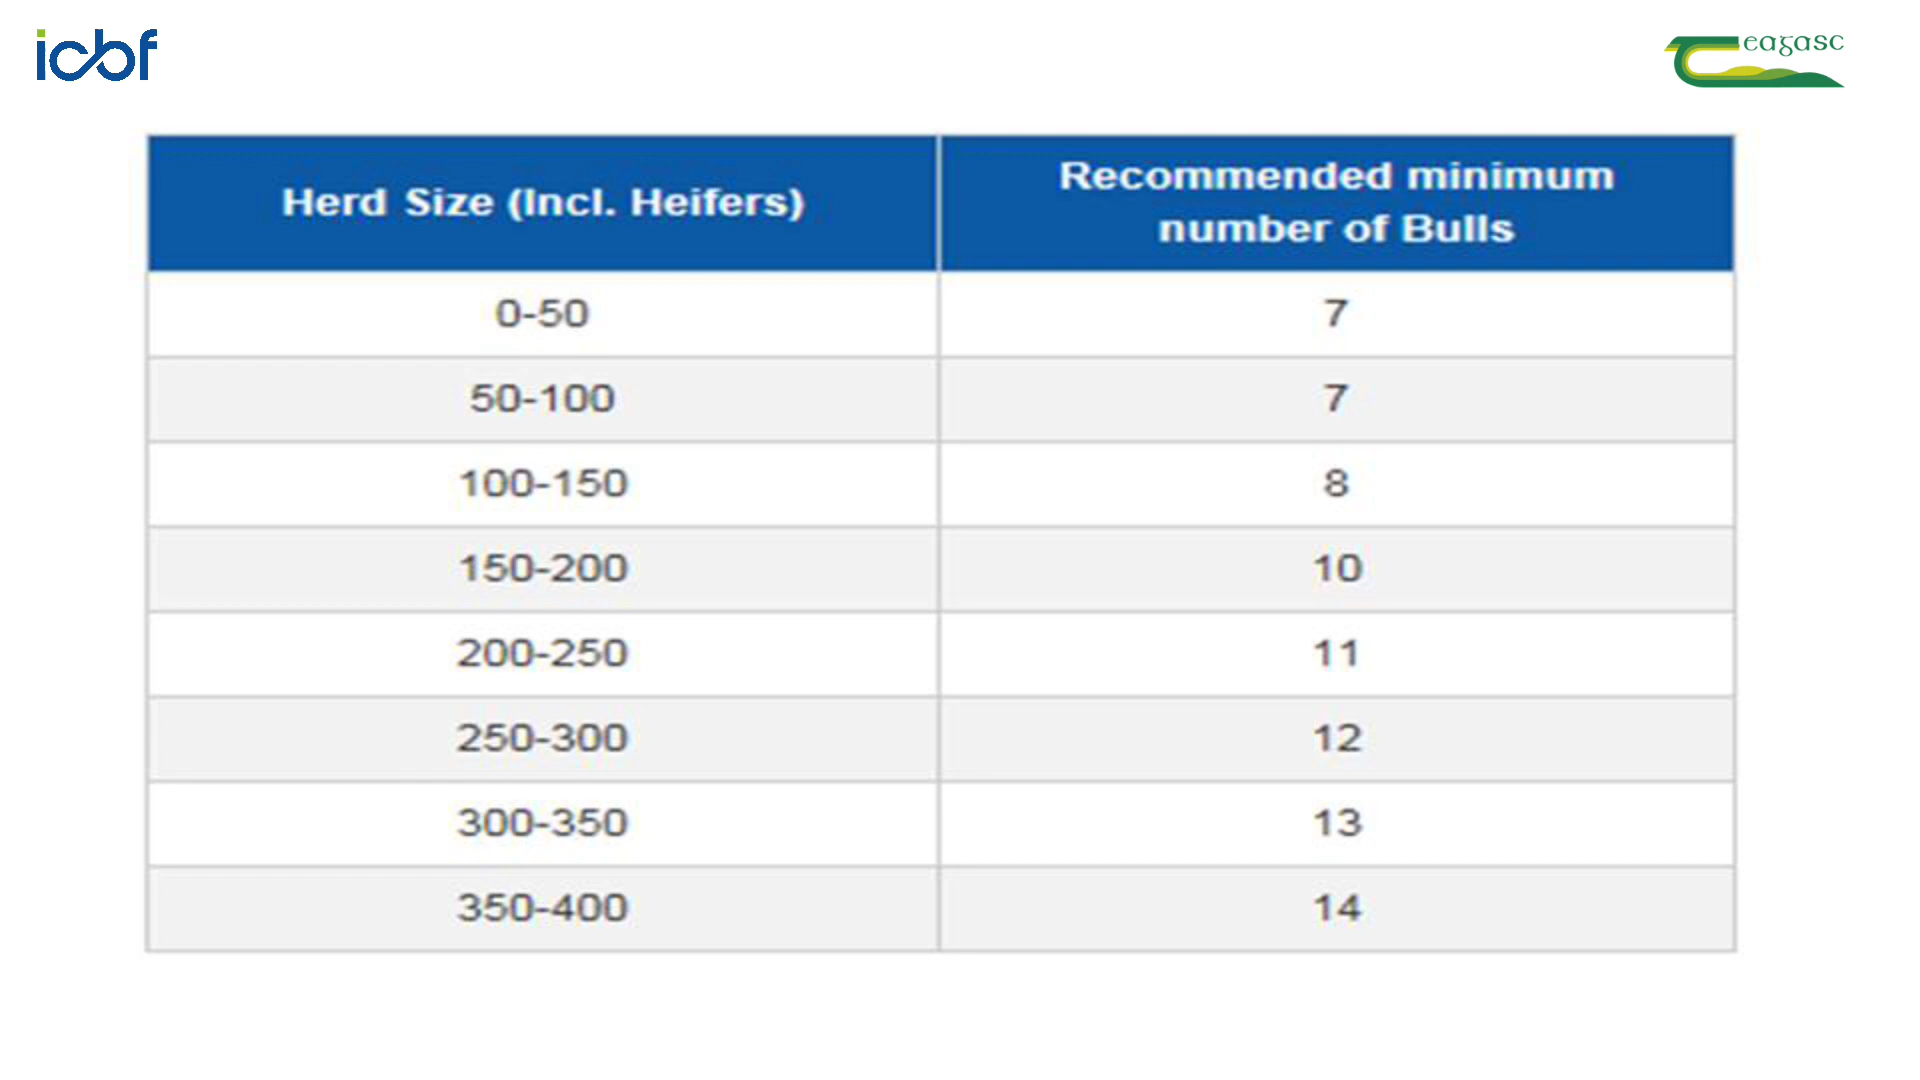 icbf
eagasc
Herd Size (Incl. Heifers)
Recommended minimum
number of Bulls
0-50 7
50-100 7
100-150 8
150-200 10
200-250 11
250-300 12
300-350 13
350-400 14